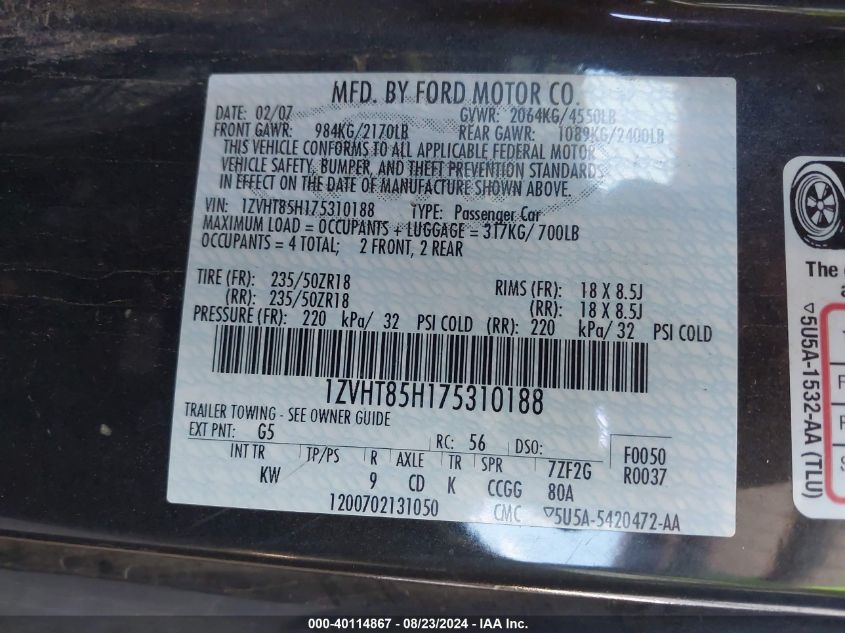 MFD. BY FORD MOTOR CO.
DATE: 02/07 GVWR: 2064KG/4550LB
FRONT GAWR: 984KG/2170LB REAR GAWR: 1089KG/2400LB
THIS VEHICLE CONFORMS TO ALL APPLICABLE FEDERAL MOTOR
VEHICLE SAFETY, BUMPER, AND THEFT PREVENTION STANDARDS
IN EFFECT ON THE DATE OF MANUFACTURE SHOWN ABOVE.
VIN: 1ZVHT85H175310188 TYPE: Passenger Car
MAXIMUM LOAD = OCCUPANTS + LUGGAGE = 317KG/ 700LB
OCCUPANTS = 4 TOTAL; 2 FRONT, 2 REAR
TIRE (FR): 235/50ZR18 RIMS (FR): 18 X 8.5J
(RR): 235/50ZR18 (RR): 18 X 8.5J
PRESSURE (FR): 220 kPa/ 32 PSI COLD (RR): 220 kPa/ 32 PSI COLD
1ZVHT85H175310188
TRAILER TOWING - SEE OWNER GUIDE
EXT PNT: G5 RC: 56 DSO: F0050
INT TR TP/PS R AXLE TR SPR 7ZF2G R0037
KW 9 CD K CCGG 80A
1200702131050 CMC ▽5U5A-5420472-AA
The
▽5U5A-1532-AA (TLU)
F
F
S
000-40114867 - 08/23/2024 - IAA Inc.